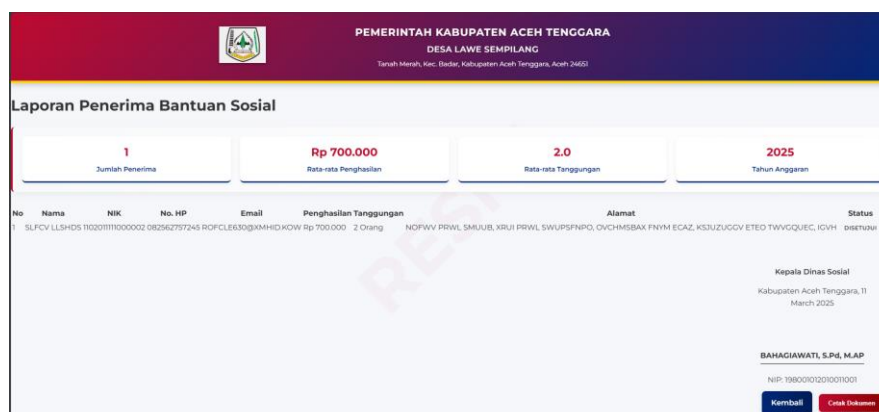 PEMERINTAH KABUPATEN ACEH TENGGARA
DESA LAWE SEMPILANG
Tanah Merah, Kec. Badar, Kabupaten Aceh Tenggara, Aceh 24651
Laporan Penerima Bantuan Sosial
1
Jumlah Penerima
Rp 700.000
Rata-rata Penghasilan
2.0
Rata-rata Tanggungan
2025
Tahun Anggaran
No Nama NIK No. HP Email Penghasilan Tanggungan Alamat Status
1 SLFCV LLSHDS 1102011111000002 082562757245 ROFCLE630@XMHID.KOW Rp 700.000 2 Orang NOFWV PRWL SMUUB, XRUI PRWL SWUPSFNPO, OVCHMSBAX FNYM ECAZ, KSJUZUGGV ETEO TWVGQUEC, IGVH DISETUJUI
RESMI
Kepala Dinas Sosial
Kabupaten Aceh Tenggara, 11
March 2025
BAHAGIAWATI, S.Pd, M.AP
NIP: 198001012010011001
Kembali
Cetak Dokumen